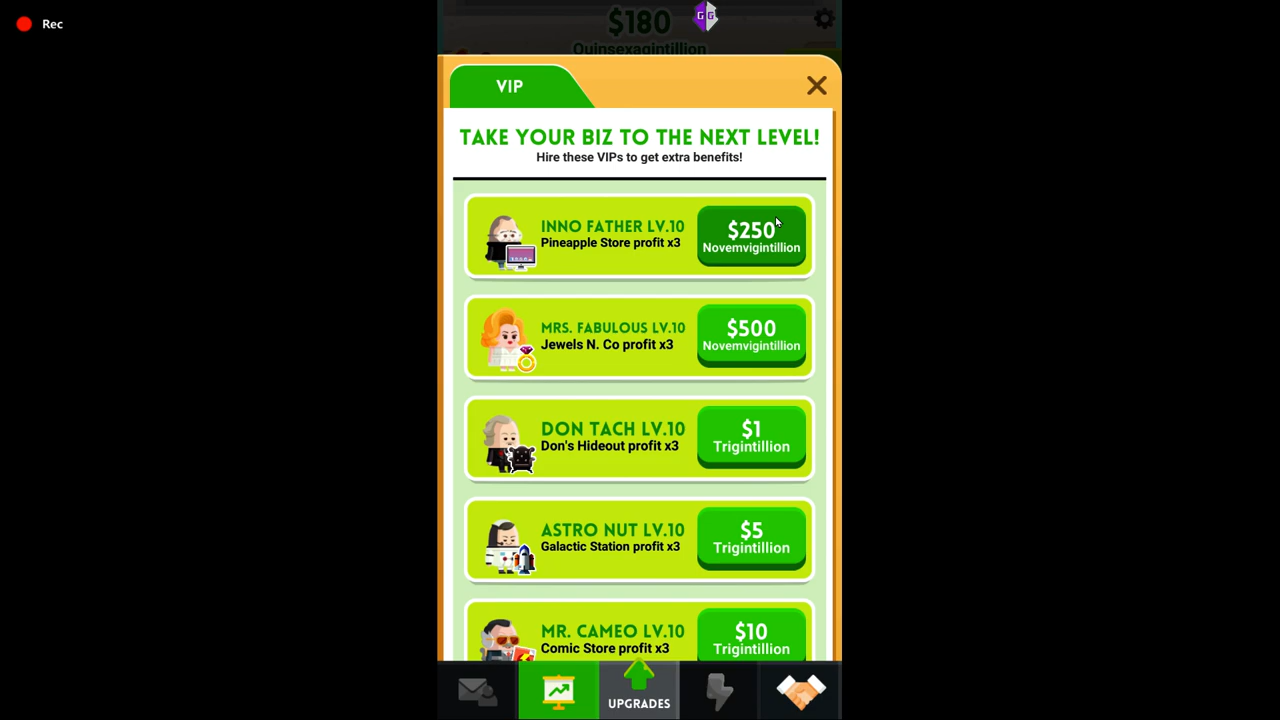 Rec
$180
GG
Quinsexagintillion
VIP
TAKE YOUR BIZ TO THE NEXT LEVEL!
Hire these VIPs to get extra benefits!
INNO FATHER LV.10
Pineapple Store profit x3
$250
Novemvigintillion
MRS. FABULOUS LV.10
Jewels N. Co profit x3
$500
Novemvigintillion
DON TACH LV.10
Don's Hideout profit x3
$1
Trigintillion
ASTRO NUT LV.10
Galactic Station profit x3
$5
Trigintillion
MR. CAMEO LV.10
Comic Store profit x3
$10
Trigintillion
UPGRADES